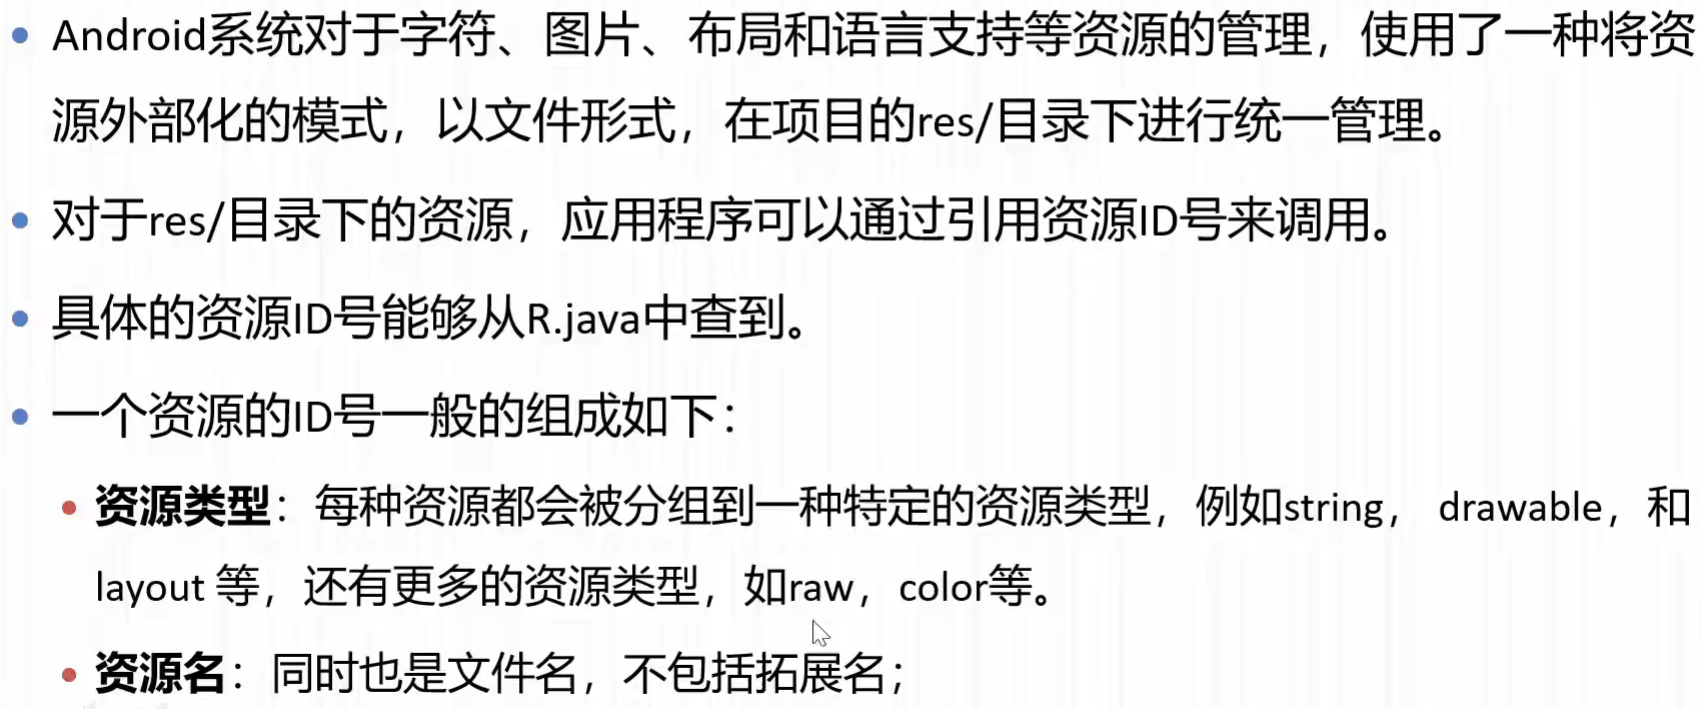 • Android系统对于字符、图片、布局和语言支持等资源的管理，使用了一种将资
源外部化的模式，以文件形式，在项目的res/目录下进行统一管理。
• 对于res/目录下的资源，应用程序可以通过引用资源ID号来调用。
• 具体的资源ID号能够从R.java中查到。
• 一个资源的ID号一般的组成如下：
• 资源类型：每种资源都会被分组到一种特定的资源类型，例如string， drawable，和
layout 等，还有更多的资源类型，如raw，color等。
• 资源名：同时也是文件名，不包括拓展名；